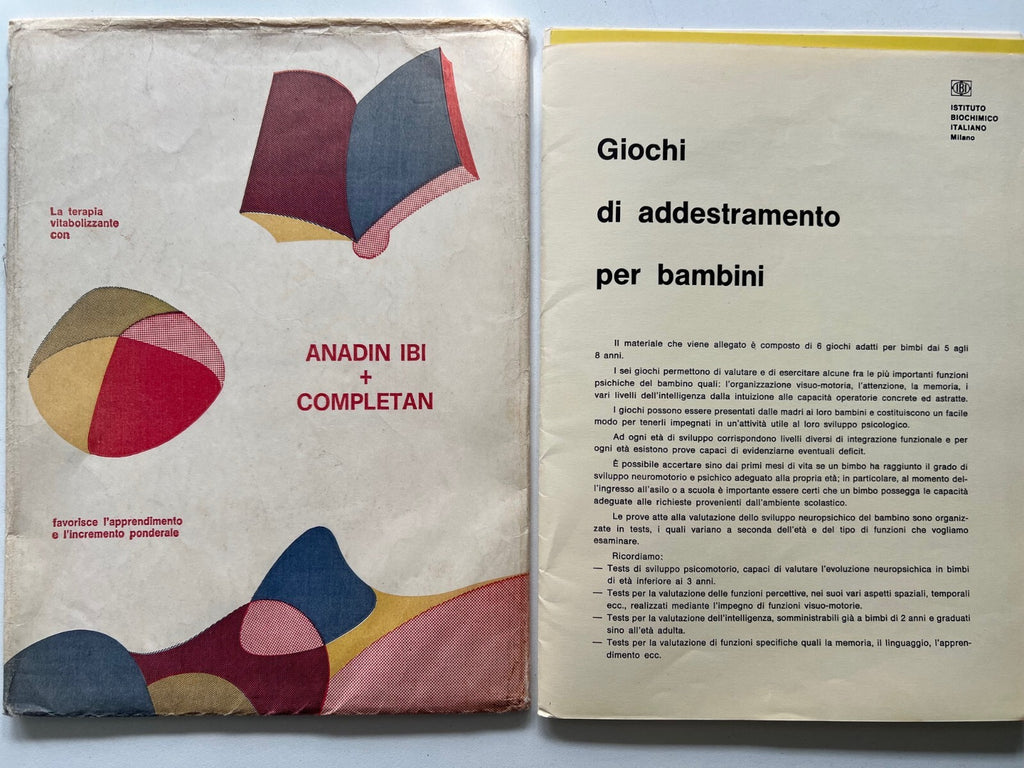 La terapia
vitabolizzante
con
ANADIN IBI
+
COMPLETAN
favorisce l'apprendimento
e l'incremento ponderale
IBI
ISTITUTO
BIOCHIMICO
ITALIANO
Milano
Giochi
di addestramento
per bambini
Il materiale che viene allegato è composto di 6 giochi adatti per bimbi dai 5 agli
8 anni.
I sei giochi permettono di valutare e di esercitare alcune fra le più importanti funzioni
psichiche del bambino quali: l'organizzazione visuo-motoria, l'attenzione, la memoria, i
vari livelli dell'intelligenza dalla intuizione alle capacità operatorie concrete ed astratte.
I giochi possono essere presentati dalle madri ai loro bambini e costituiscono un facile
modo per tenerli impegnati in un'attività utile al loro sviluppo psicologico.
Ad ogni età di sviluppo corrispondono livelli diversi di integrazione funzionale e per
ogni età esistono prove capaci di evidenziarne eventuali deficit.
È possibile accertare sino dai primi mesi di vita se un bimbo ha raggiunto il grado di
sviluppo neuromotorio e psichico adeguato alla propria età; in particolare, al momento del-
l'ingresso all'asilo o a scuola è importante essere certi che un bimbo possegga le capacità
adeguate alle richieste provenienti dall'ambiente scolastico.
Le prove atte alla valutazione dello sviluppo neuropsichico del bambino sono organiz-
zate in tests, i quali variano a seconda dell'età e del tipo di funzioni che vogliamo
esaminare.
Ricordiamo:
— Tests di sviluppo psicomotorio, capaci di valutare l'evoluzione neuropsichica in bimbi
di età inferiore ai 3 anni.
— Tests per la valutazione delle funzioni percettive, nei suoi vari aspetti spaziali, temporali
ecc., realizzati mediante l'impegno di funzioni visuo-motorie.
— Tests per la valutazione dell'intelligenza, somministrabili già a bimbi di 2 anni e graduati
sino all'età adulta.
— Tests per la valutazione di funzioni specifiche quali la memoria, il linguaggio, l'appren-
dimento ecc.